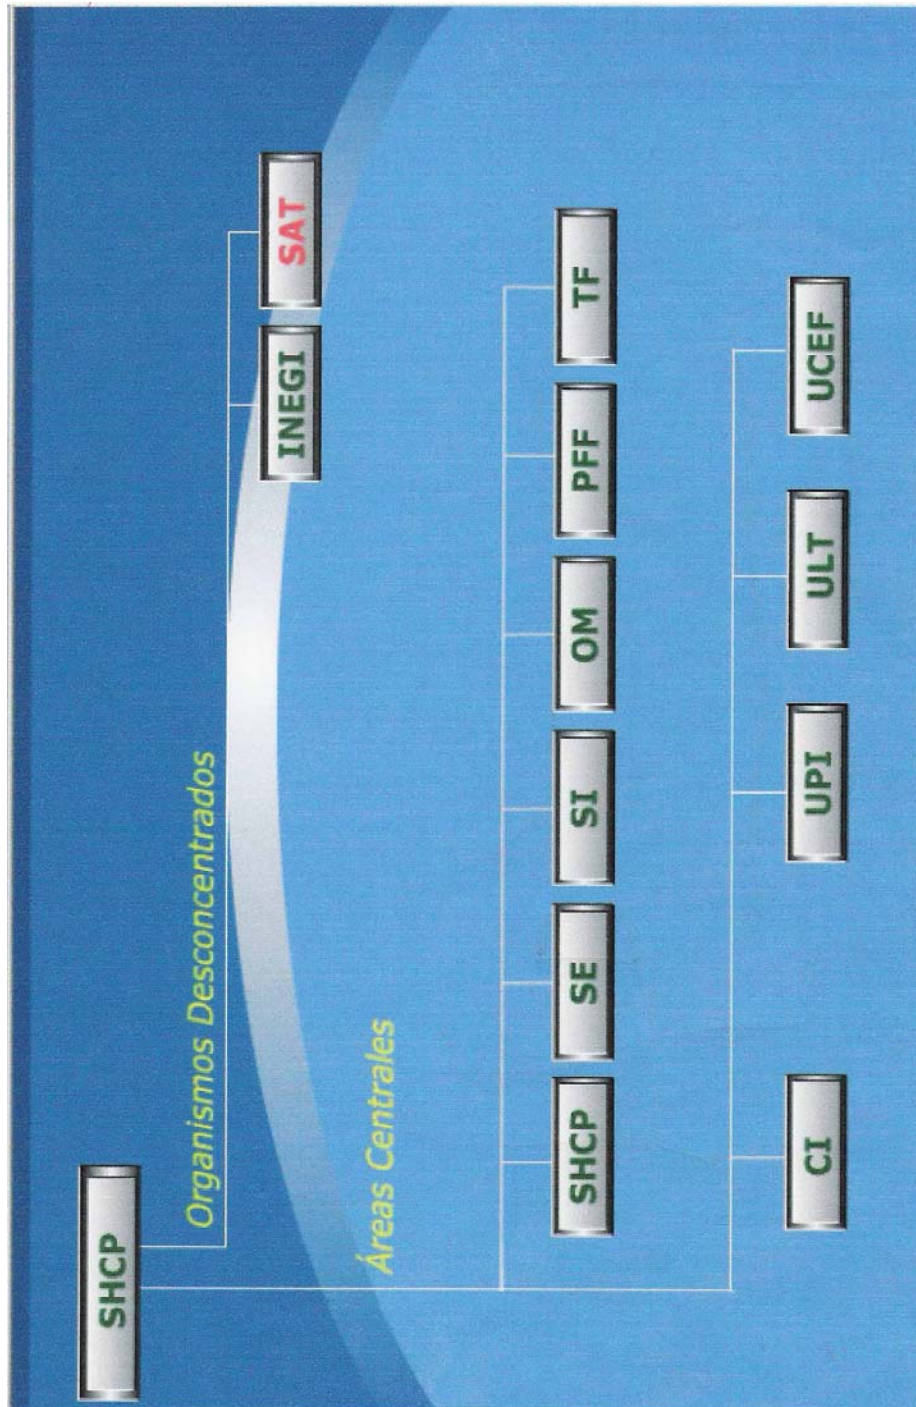 SHCP
Organismos Desconcentrados
INEGI
SAT
Áreas Centrales
SHCP
SE
SI
OM
PFF
TF
CI
UPI
ULT
UCEF